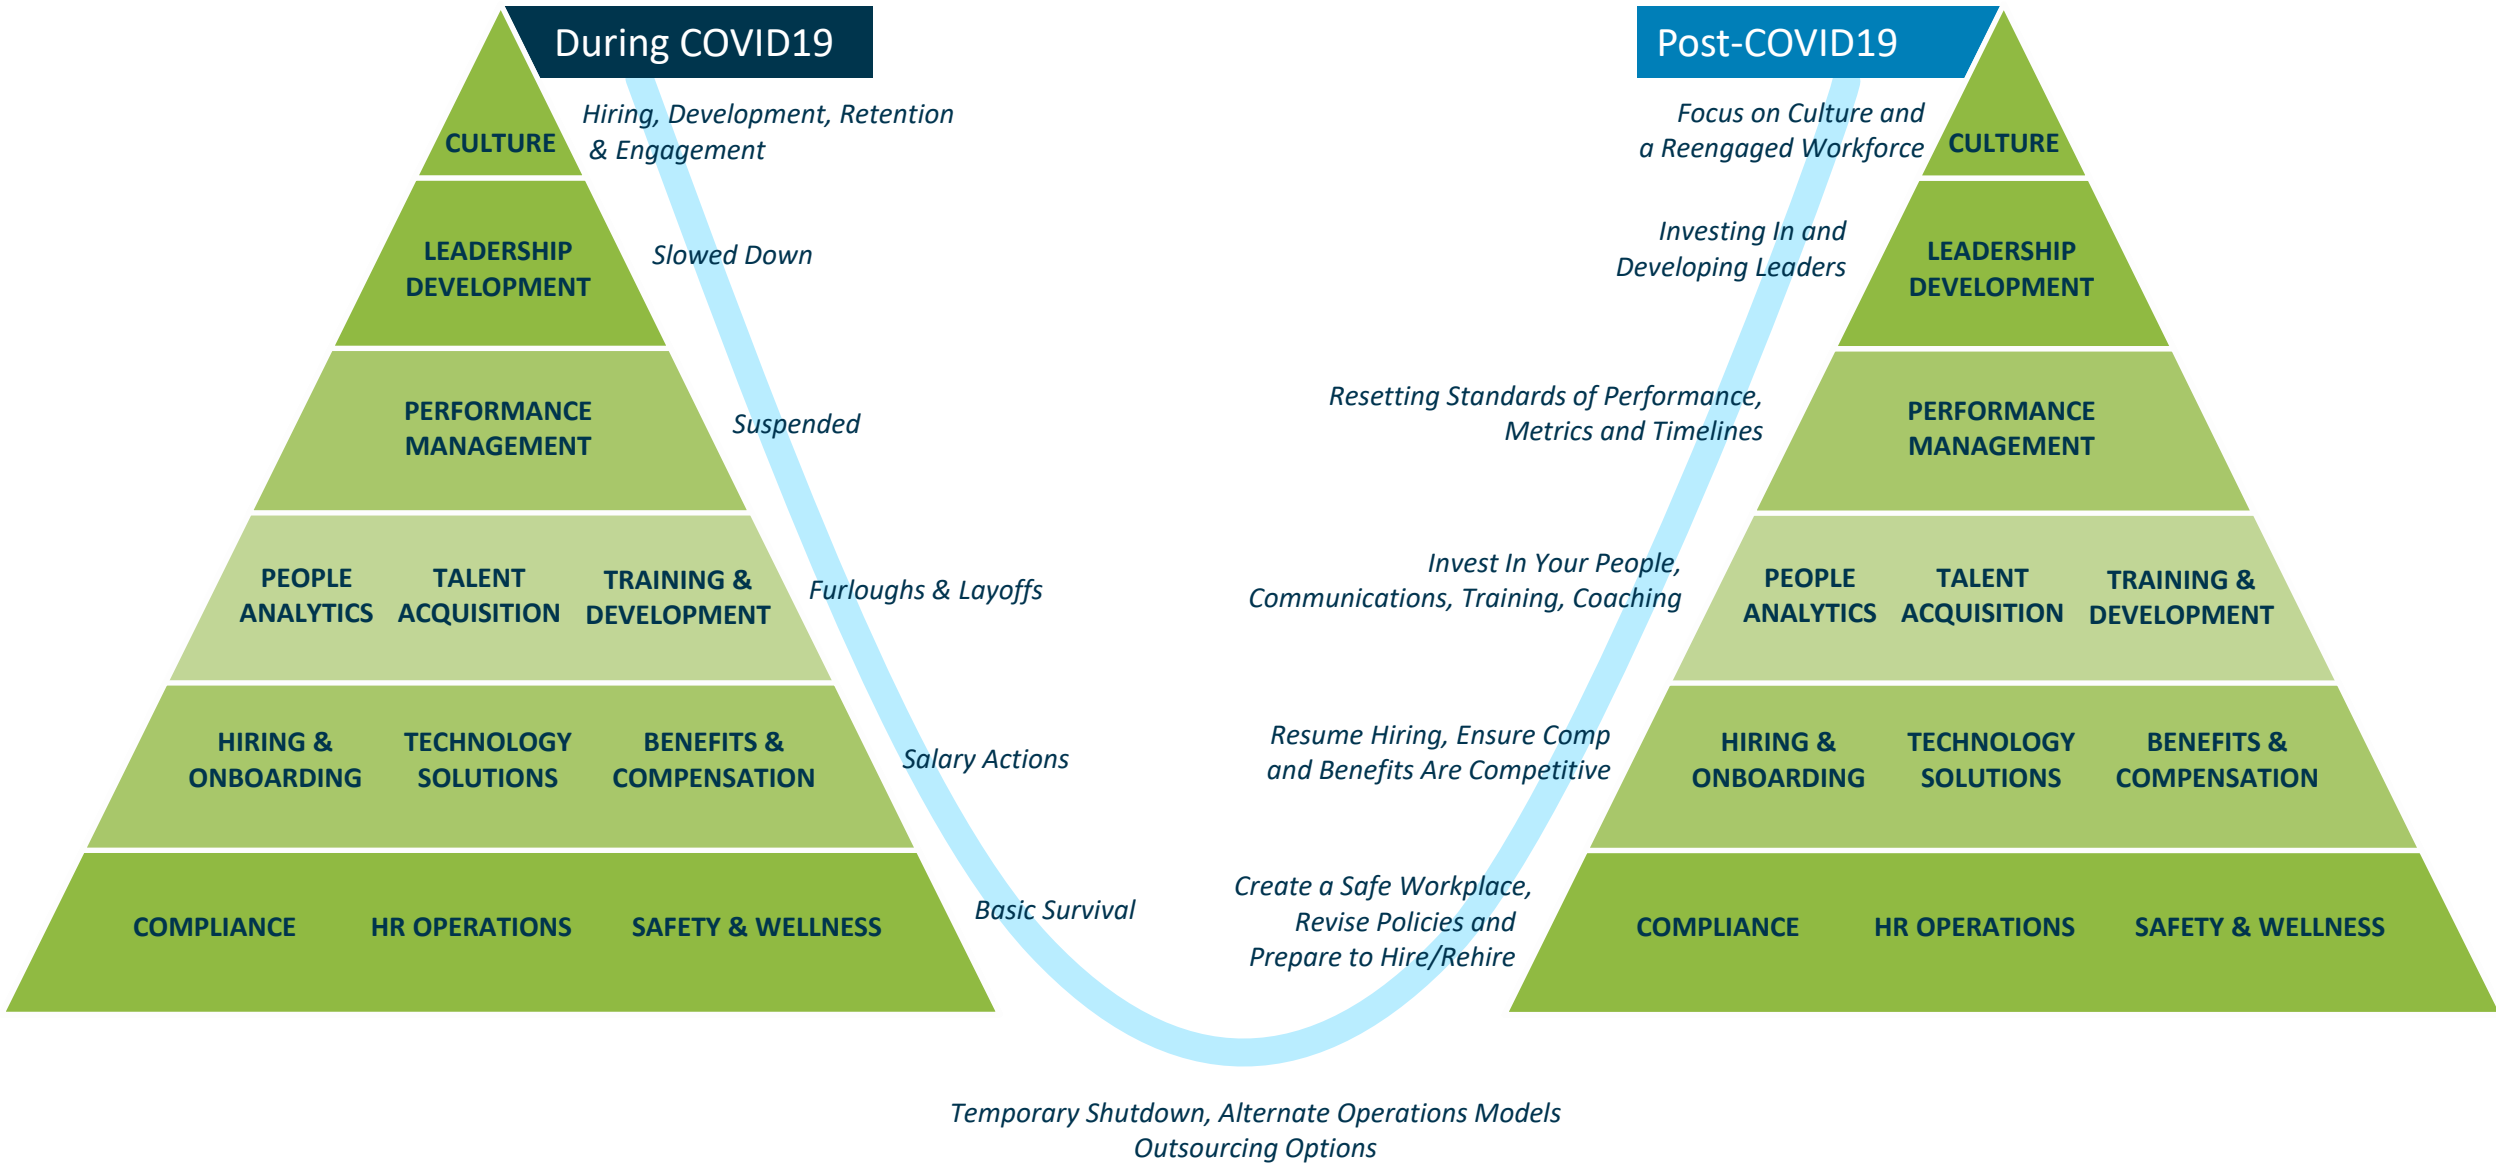 During COVID19
Hiring, Development, Retention
& Engagement
CULTURE
LEADERSHIP
DEVELOPMENT
Slowed Down
PERFORMANCE
MANAGEMENT
Suspended
PEOPLE
ANALYTICS
TALENT
ACQUISITION
TRAINING &
DEVELOPMENT
Furloughs & Layoffs
HIRING &
ONBOARDING
TECHNOLOGY
SOLUTIONS
BENEFITS &
COMPENSATION
Salary Actions
COMPLIANCE
HR OPERATIONS
SAFETY & WELLNESS
Basic Survival
Temporary Shutdown, Alternate Operations Models
Outsourcing Options
Post-COVID19
Focus on Culture and
a Reengaged Workforce
CULTURE
Investing In and
Developing Leaders
LEADERSHIP
DEVELOPMENT
Resetting Standards of Performance,
Metrics and Timelines
PERFORMANCE
MANAGEMENT
Invest In Your People,
Communications, Training, Coaching
PEOPLE
ANALYTICS
TALENT
ACQUISITION
TRAINING &
DEVELOPMENT
Resume Hiring, Ensure Comp
and Benefits Are Competitive
HIRING &
ONBOARDING
TECHNOLOGY
SOLUTIONS
BENEFITS &
COMPENSATION
Create a Safe Workplace,
Revise Policies and
Prepare to Hire/Rehire
COMPLIANCE
HR OPERATIONS
SAFETY & WELLNESS